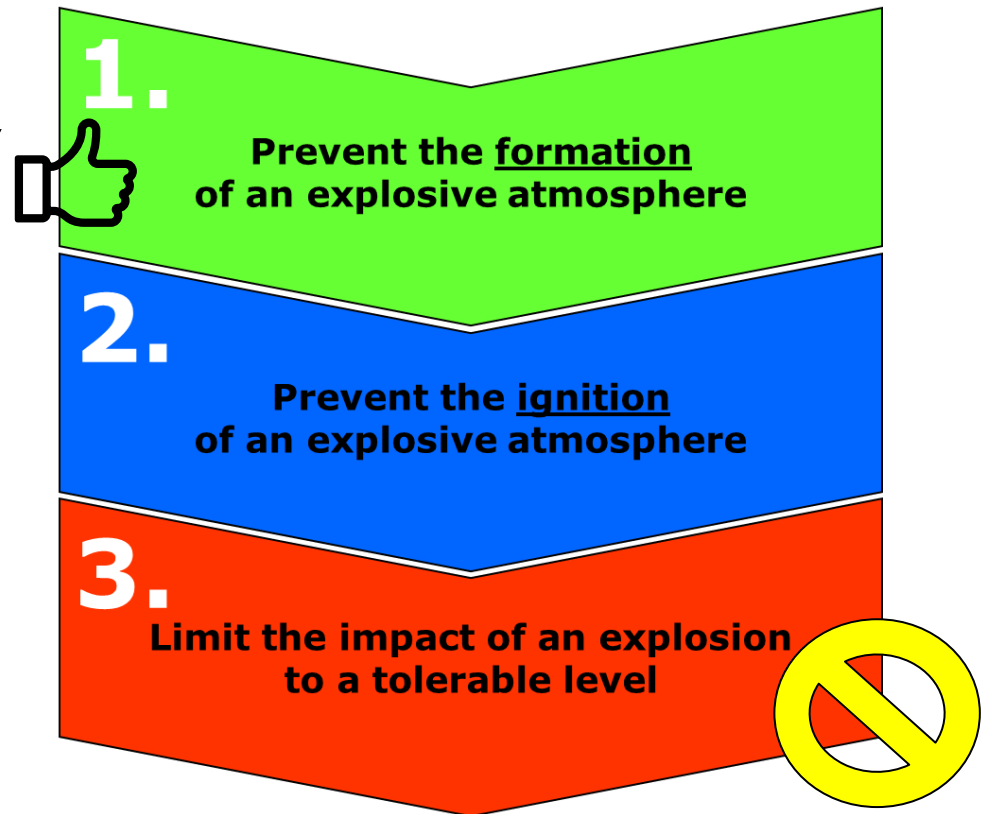 1.
Prevent the formation
of an explosive atmosphere
2.
Prevent the ignition
of an explosive atmosphere
3.
Limit the impact of an explosion
to a tolerable level